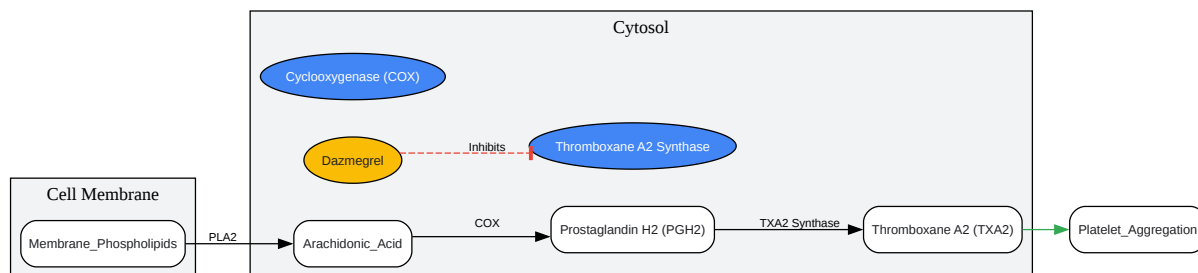 Cytosol
Cyclooxygenase (COX)
Dazmegrel
Inhibits
Thromboxane A2 Synthase
Cell Membrane
Membrane_Phospholipids
PLA2
Arachidonic_Acid
COX
Prostaglandin H2 (PGH2)
TXA2 Synthase
Thromboxane A2 (TXA2)
Platelet_Aggregation